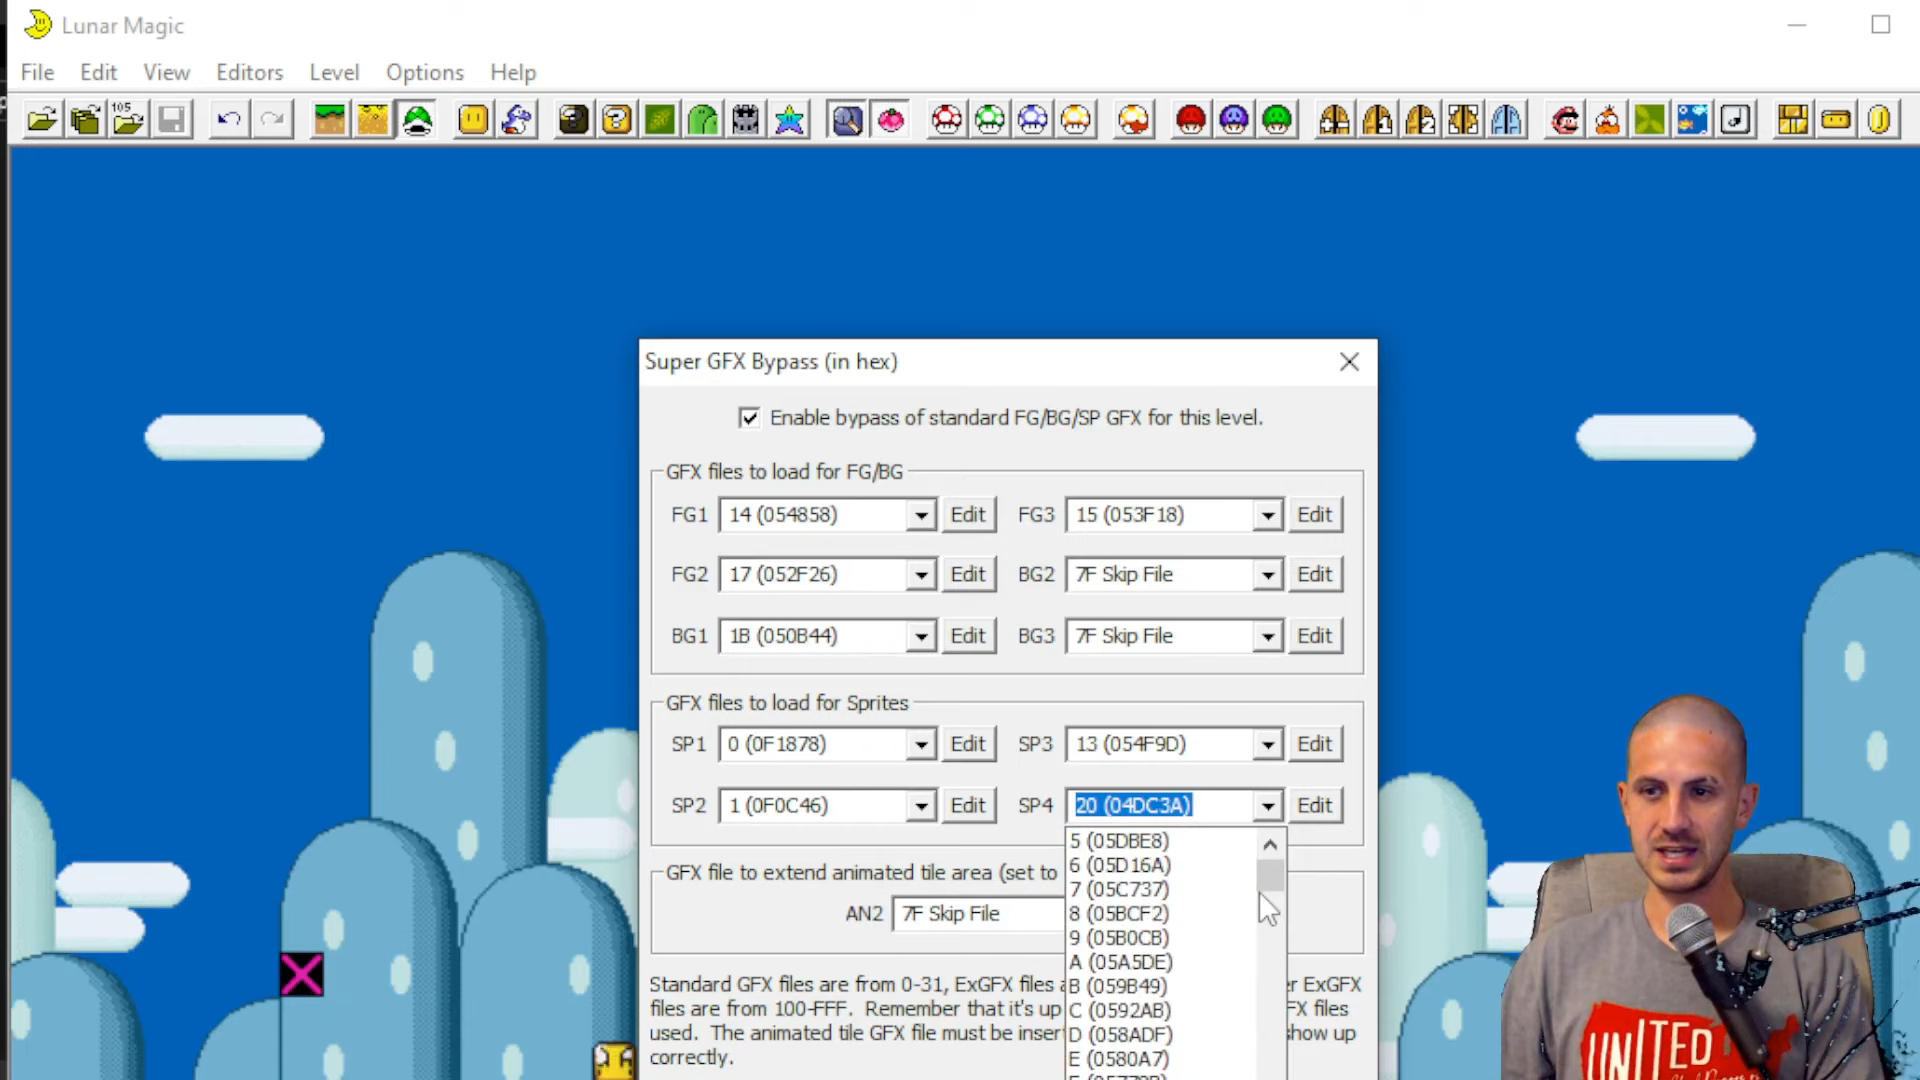 Lunar Magic
File Edit View Editors Level Options Help
105
Super GFX Bypass (in hex)
Enable bypass of standard FG/BG/SP GFX for this level.
GFX files to load for FG/BG
FG1 14 (054858) Edit FG3 15 (053F18) Edit
FG2 17 (052F26) Edit BG2 7F Skip File Edit
BG1 1B (050B44) Edit BG3 7F Skip File Edit
GFX files to load for Sprites
SP1 0 (0F1878) Edit SP3 13 (054F9D) Edit
SP2 1 (0F0C46) Edit SP4 20 (04DC3A) Edit
5 (05DBE8)
6 (05D16A)
7 (05C737)
8 (05BCF2)
9 (05B0CB)
A (05A5DE)
B (059B49)
C (0592AB)
D (058ADF)
E (0580A7)
GFX file to extend animated tile area (set to
AN2 7F Skip File
Standard GFX files are from 0-31, ExGFX files ExGFX
files are from 100-FFF. Remember that it's up files
used. The animated tile GFX file must be show up
correctly.
UNITED